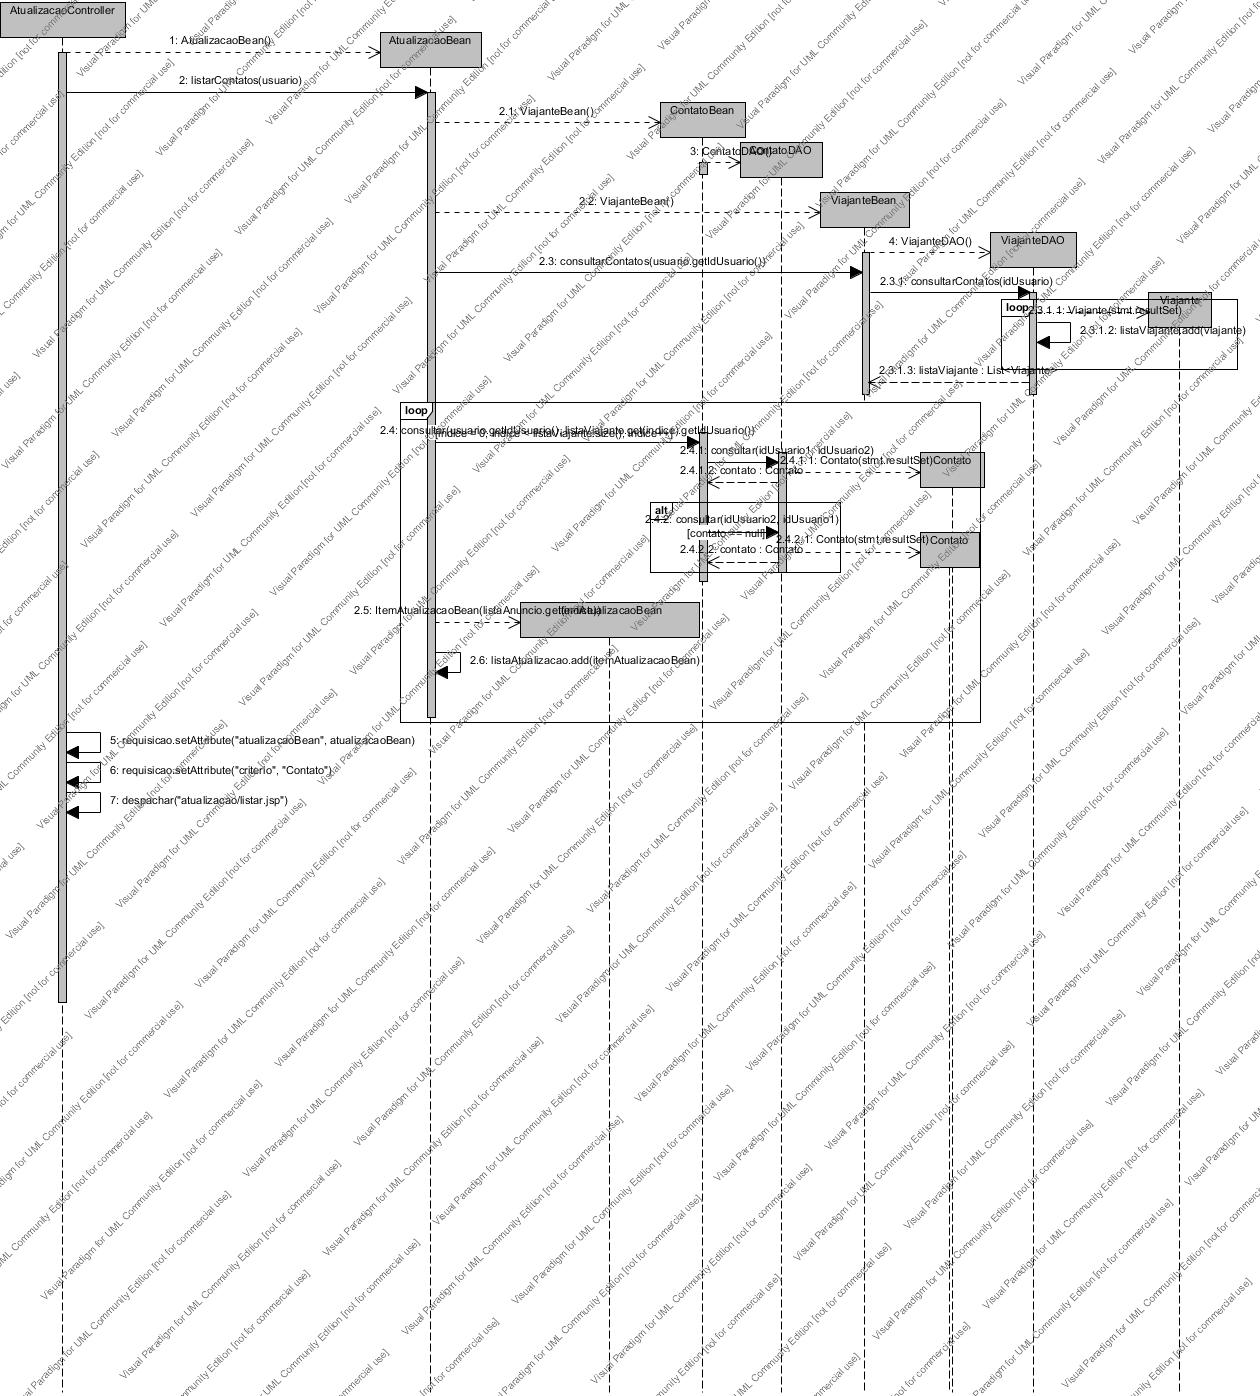 AtualizacaoController
1: AtualizacaoBean()
AtualizacaoBean
2: listarContatos(usuario)
2.1: ViajanteBean()
ContatoBean
3: ContatoDAO()
ContatoDAO
2.2: ViajanteBean()
ViajanteBean
4: ViajanteDAO()
ViajanteDAO
2.3: consultarContatos(usuario.getIdUsuario())
2.3.1: consultarContatos(idUsuario)
Viajante
loop
2.3.1.1: Viajante(stmt.resultSet)
2.3.1.2: listaViajante.add(viajante)
2.3.1.3: listaViajante : List<Viajante>
loop
2.4: consultar(usuario.getIdUsuario(), listaViajante.get(indice).getIdUsuario())
2.4.1: consultar(idUsuario1, idUsuario2)
2.4.1.1: Contato(stmt.resultSet)
Contato
2.4.1.2: contato : Contato
alt
2.4.2: consultar(idUsuario2, idUsuario1)
[contato == null]
2.4.2.1: Contato(stmt.resultSet)
Contato
2.4.2.2: contato : Contato
2.5: ItemAtualizacaoBean(listaAnuncio.get(indice))
ItemAtualizacaoBean
2.6: listaAtualizacao.add(itemAtualizacaoBean)
5: requisicao.setAttribute("atualizacaoBean", atualizacaoBean)
6: requisicao.setAttribute("criterio", "Contato")
7: despachar("atualizacao/listar.jsp")
Visual Paradigm for UML Community Edition [not for commercial use]